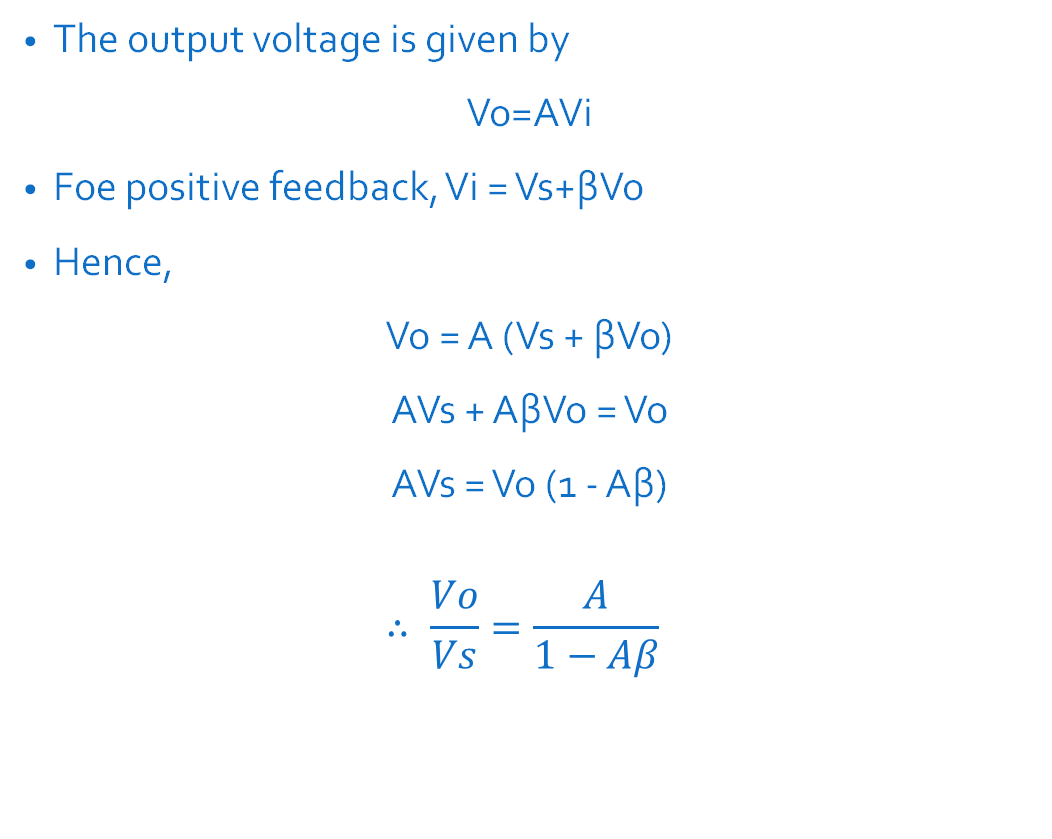 • The output voltage is given by
Vo=AVi
• Foe positive feedback, Vi = Vs+βVo
• Hence,
Vo = A (Vs + βVo)
AVs + AβVo = Vo
AVs = Vo (1 - Aβ)
∴ Vo/Vs = A/(1 − Aβ)